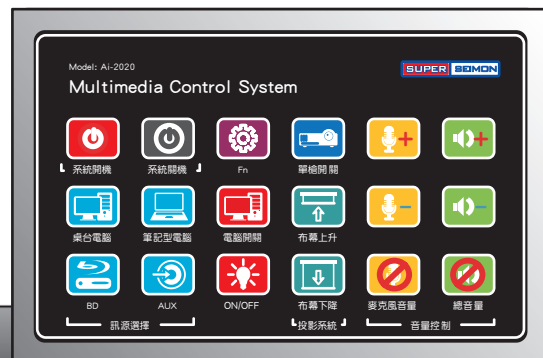 Model: Ai-2020
SUPER BEIMON
Multimedia Control System
系統開機 系統關機 Fn 單槍開關
桌台電腦 筆記型電腦 電腦開關 布幕上升
BD AUX ON/OFF 布幕下降 麥克風音量 總音量
訊源選擇 投影系統 音量控制